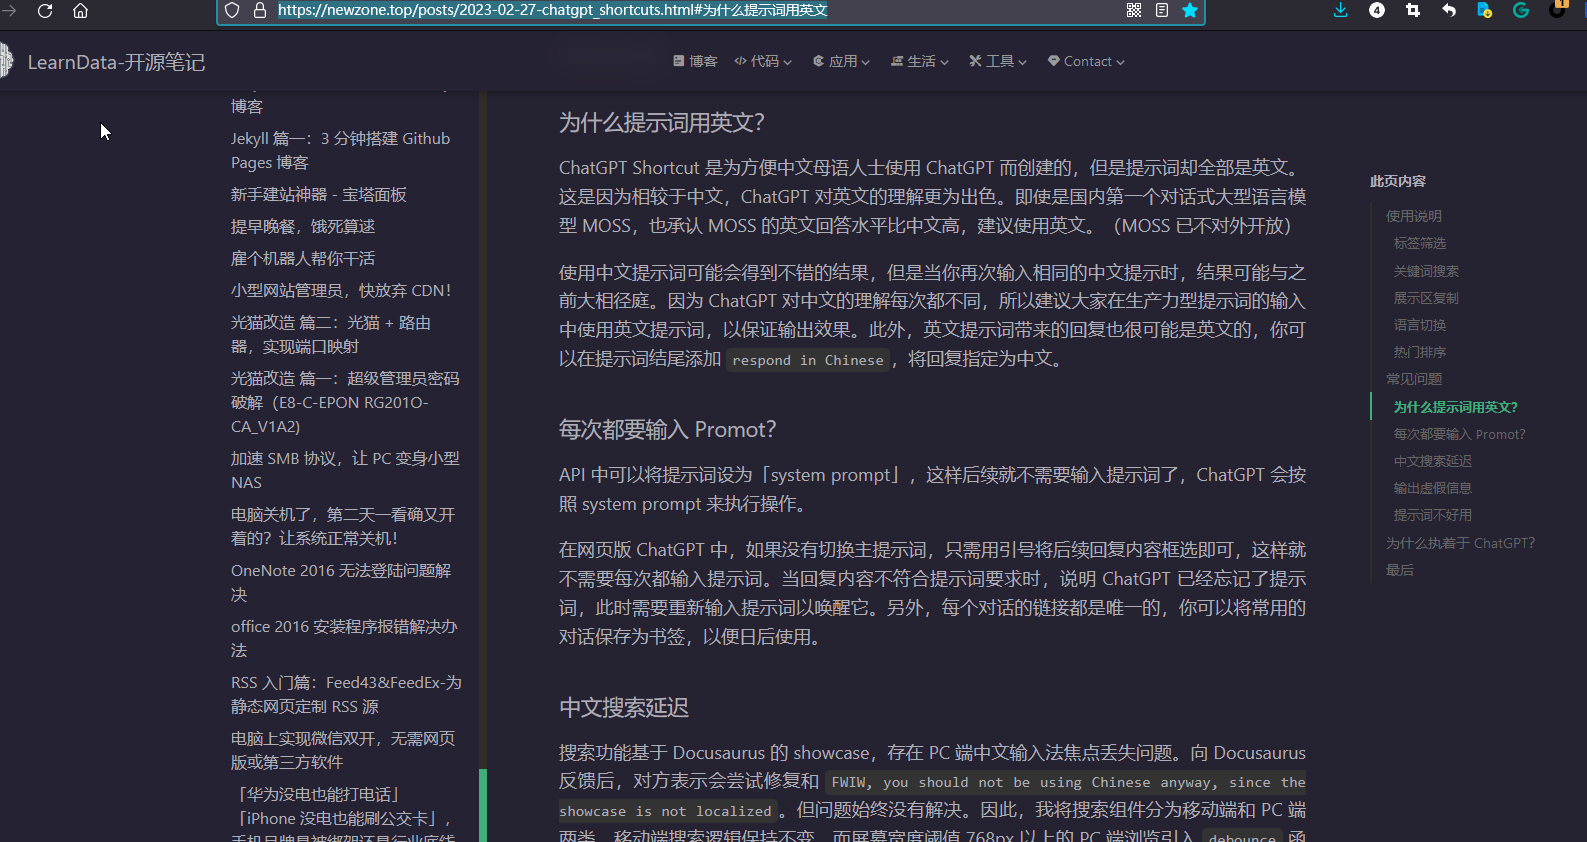 https://newzone.top/posts/2023-02-27-chatgpt_shortcuts.html#为什么提示词用英文
4
1
LearnData-开源笔记
博客
代码
应用
生活
工具
Contact
博客
Jekyll 篇一：3 分钟搭建 Github
Pages 博客
新手建站神器 - 宝塔面板
提早晚餐，饿死算逑
雇个机器人帮你干活
小型网站管理员，快放弃 CDN！
光猫改造 篇二：光猫 + 路由
器，实现端口映射
光猫改造 篇一：超级管理员密码
破解（E8-C-EPON RG201O-
CA_V1A2)
加速 SMB 协议，让 PC 变身小型
NAS
电脑关机了，第二天一看确又开
着的？让系统正常关机！
OneNote 2016 无法登陆问题解
决
office 2016 安装程序报错解决办
法
RSS 入门篇：Feed43&FeedEx-为
静态网页定制 RSS 源
电脑上实现微信双开，无需网页
版或第三方软件
「华为没电也能打电话」
「iPhone 没电也能刷公交卡」，
手机品牌是被绑架还是行业底线
为什么提示词用英文？
ChatGPT Shortcut 是为方便中文母语人士使用 ChatGPT 而创建的，但是提示词却全部是英文。
这是因为相较于中文，ChatGPT 对英文的理解更为出色。即使是国内第一个对话式大型语言模
型 MOSS，也承认 MOSS 的英文回答水平比中文高，建议使用英文。（MOSS 已不对外开放）
使用中文提示词可能会得到不错的结果，但是当你再次输入相同的中文提示时，结果可能与之
前大相径庭。因为 ChatGPT 对中文的理解每次都不同，所以建议大家在生产力型提示词的输入
中使用英文提示词，以保证输出效果。此外，英文提示词带来的回复也很可能是英文的，你可
以在提示词结尾添加 respond in Chinese，将回复指定为中文。
每次都要输入 Promot？
API 中可以将提示词设为「system prompt」，这样后续就不需要输入提示词了，ChatGPT 会按
照 system prompt 来执行操作。
在网页版 ChatGPT 中，如果没有切换主提示词，只需用引号将后续回复内容框选即可，这样就
不需要每次都输入提示词。当回复内容不符合提示词要求时，说明 ChatGPT 已经忘记了提示
词，此时需要重新输入提示词以唤醒它。另外，每个对话的链接都是唯一的，你可以将常用的
对话保存为书签，以便日后使用。
中文搜索延迟
搜索功能基于 Docusaurus 的 showcase，存在 PC 端中文输入法焦点丢失问题。向 Docusaurus
反馈后，对方表示会尝试修复和 FWIW, you should not be using Chinese anyway, since the
showcase is not localized。但问题始终没有解决。因此，我将搜索组件分为移动端和 PC 端
两类，移动端搜索逻辑保持不变，而屏幕宽度阈值 768px 以上的 PC 端浏览引入 debounce 函
此页内容
使用说明
标签筛选
关键词搜索
展示区复制
语言切换
热门排序
常见问题
为什么提示词用英文？
每次都要输入 Promot？
中文搜索延迟
输出虚假信息
提示词不好用
为什么执着于 ChatGPT？
最后